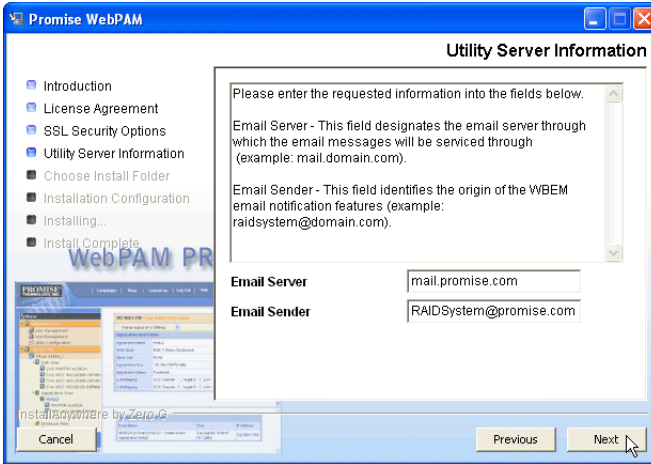 Promise WebPAM
Utility Server Information
Introduction
License Agreement
SSL Security Options
Utility Server Information
Choose Install Folder
Installation Configuration
Installing...
Install Complete
WebPAM PR
PROMISE
Please enter the requested information into the fields below.
Email Server - This field designates the email server through
which the email messages will be serviced through
(example: mail.domain.com).
Email Sender - This field identifies the origin of the WBEM
email notification features (example:
raidsystem@domain.com).
Email Server
mail.promise.com
Email Sender
RAIDSystem@promise.com
InstallAnywhere by Zero G
Cancel
Previous
Next